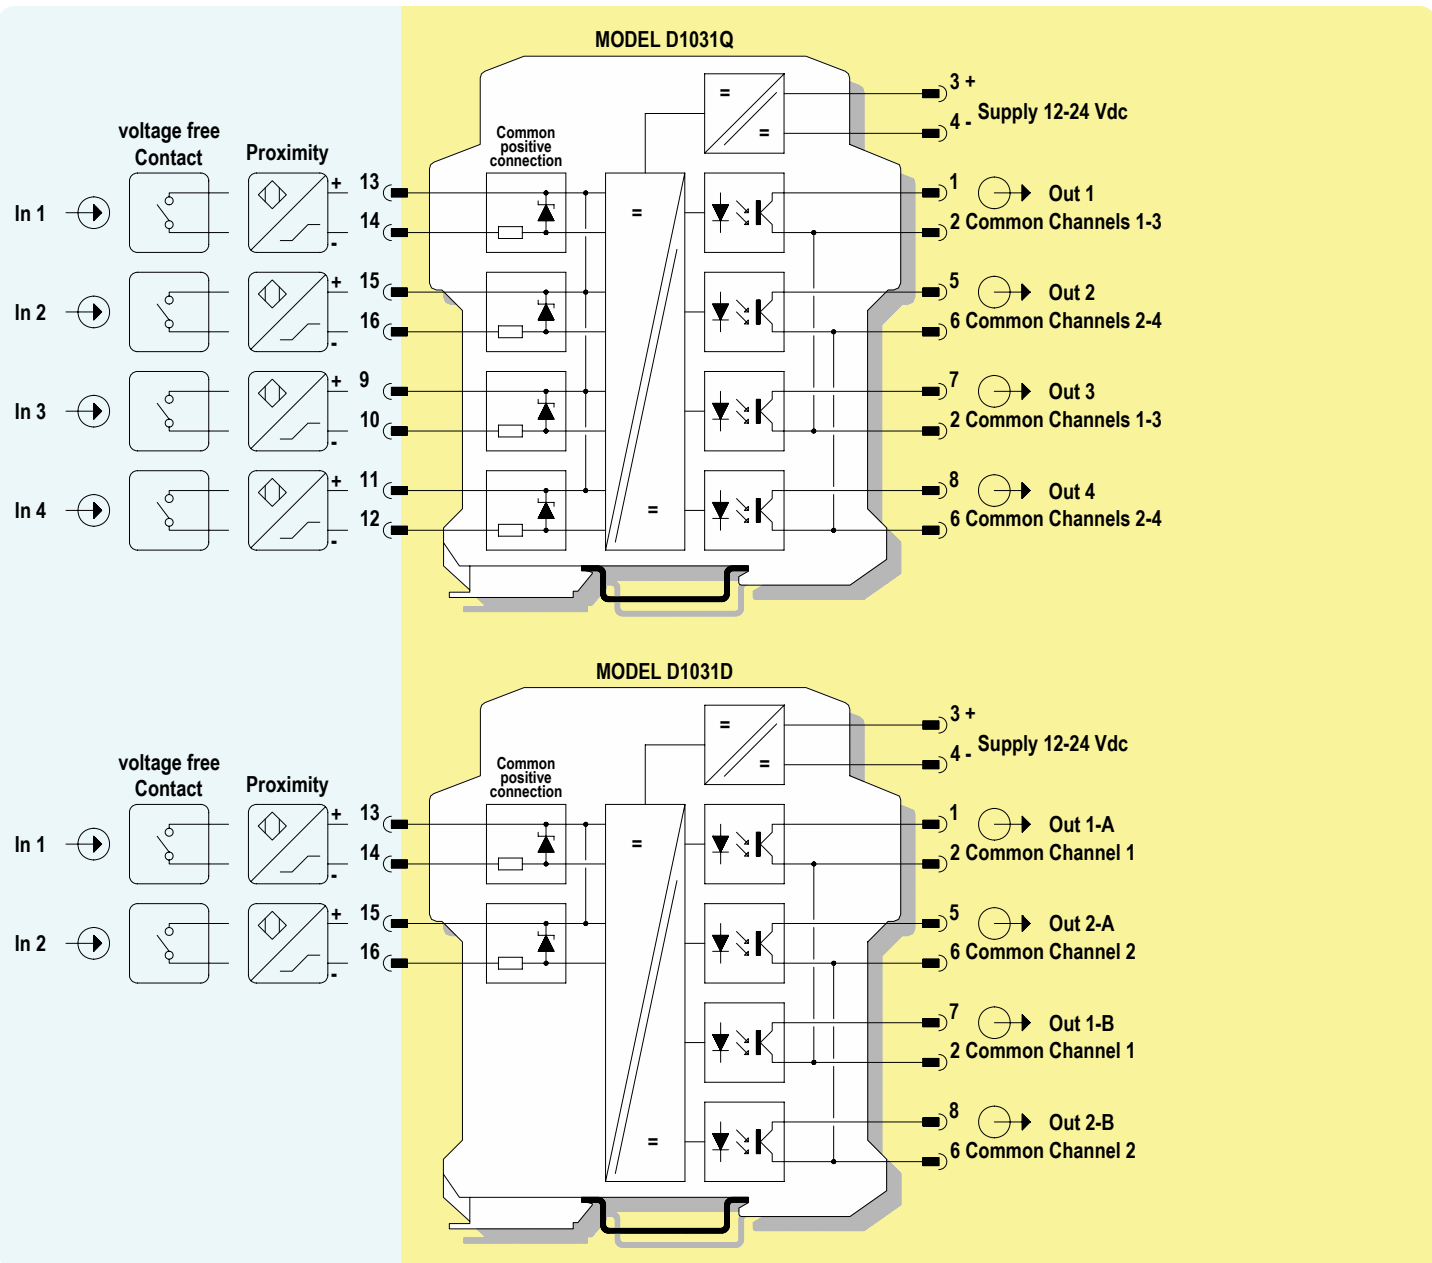 MODEL D1031Q
3 +
Supply 12-24 Vdc
4 -
voltage free
Contact
Proximity
Common
positive
connection
=
=
In 1
+
13
14
-
=
1
Out 1
2 Common Channels 1-3
In 2
+
15
16
-
5
Out 2
6 Common Channels 2-4
In 3
+
9
10
-
7
Out 3
2 Common Channels 1-3
In 4
+
11
12
-
=
8
Out 4
6 Common Channels 2-4
MODEL D1031D
3 +
Supply 12-24 Vdc
4 -
voltage free
Contact
Proximity
Common
positive
connection
=
=
In 1
+
13
14
-
=
1
Out 1-A
2 Common Channel 1
In 2
+
15
16
-
5
Out 2-A
6 Common Channel 2
7
Out 1-B
2 Common Channel 1
=
8
Out 2-B
6 Common Channel 2